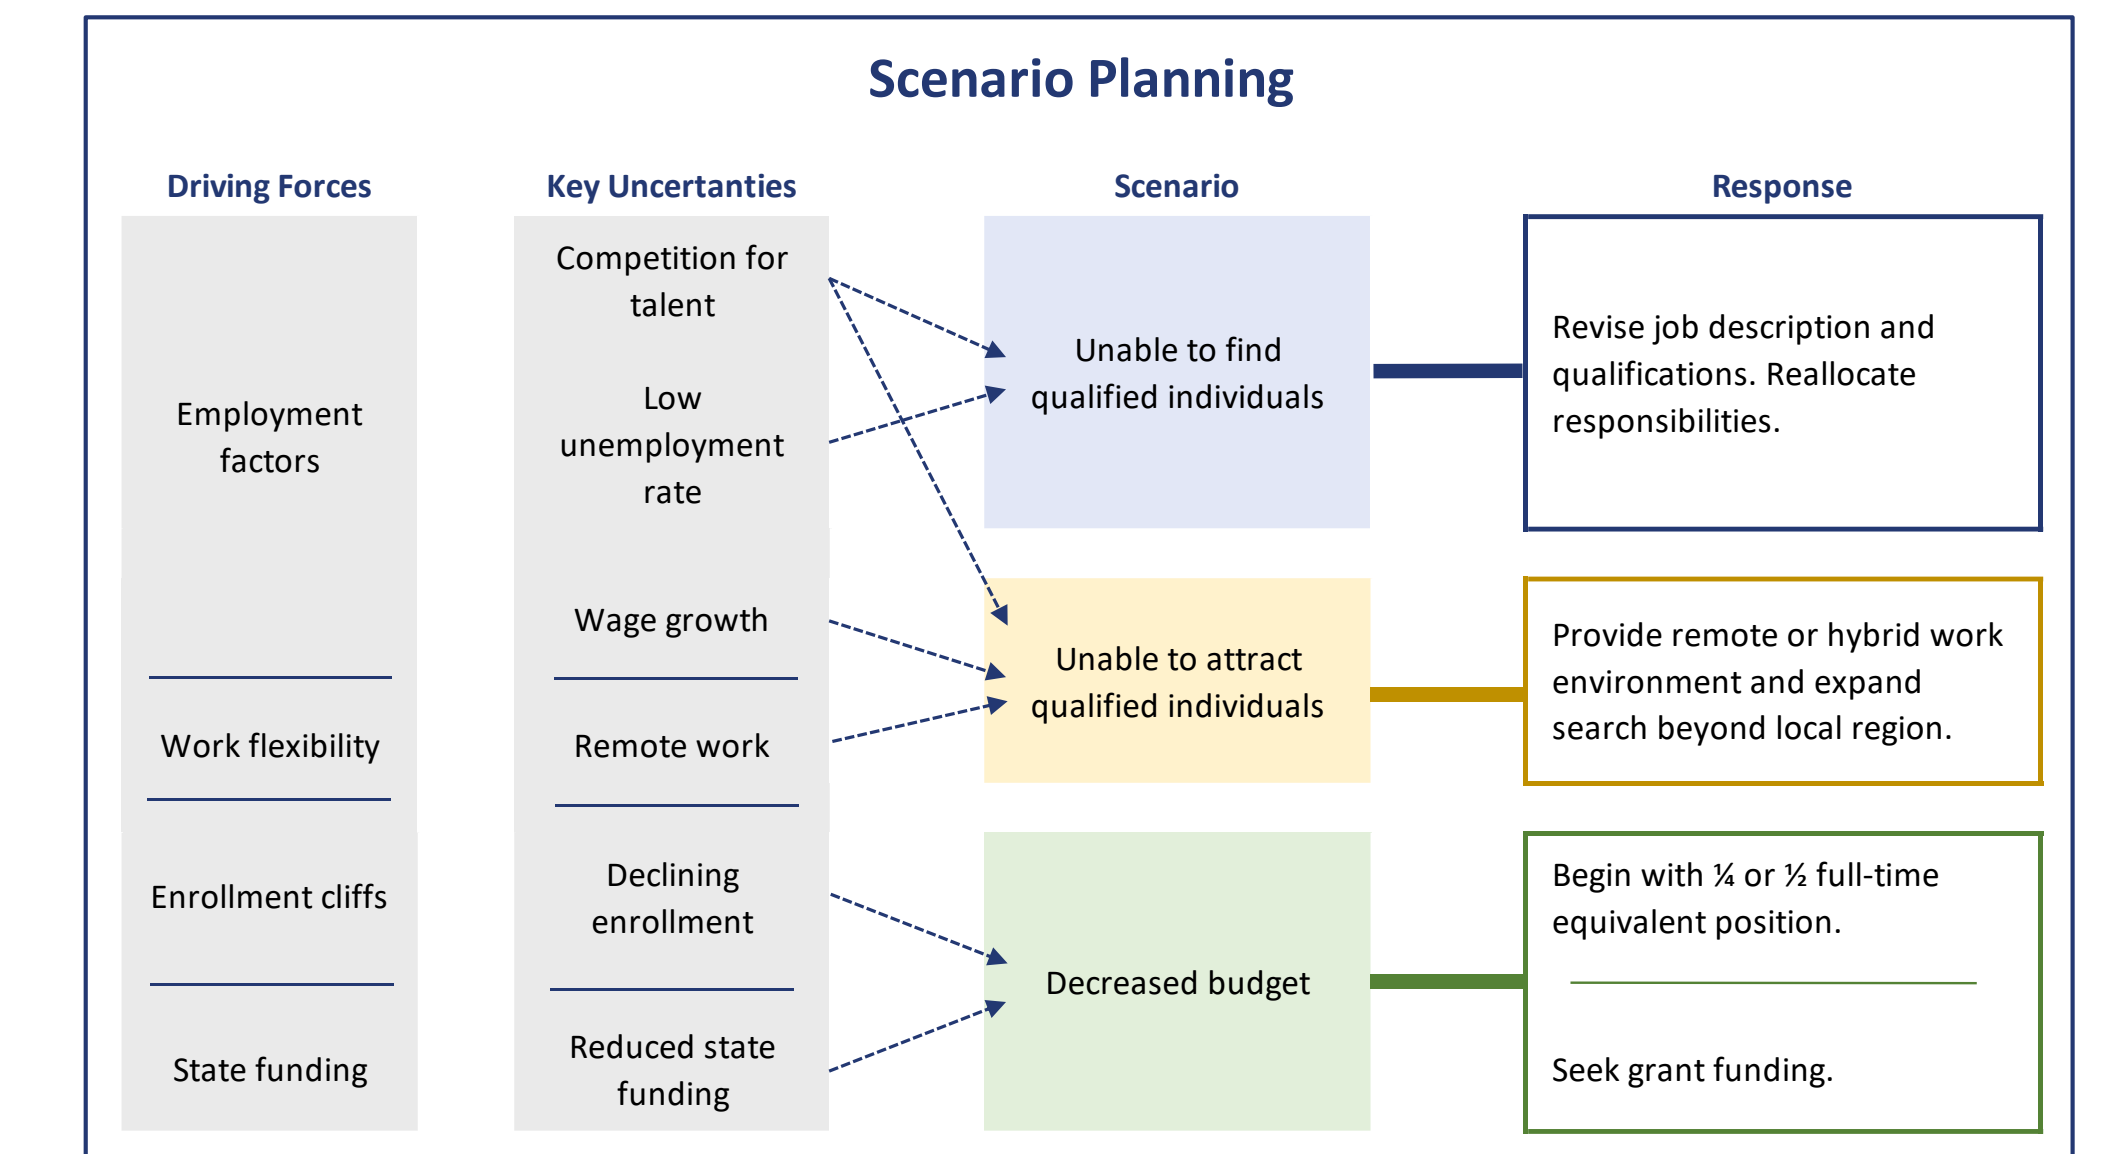 Scenario Planning
Driving Forces
Employment
factors
Work flexibility
Enrollment cliffs
State funding
Key Uncertanties
Competition for
talent
Low
unemployment
rate
Wage growth
Remote work
Declining
enrollment
Reduced state
funding
Scenario
Unable to find
qualified individuals
Unable to attract
qualified individuals
Decreased budget
Response
Revise job description and
qualifications. Reallocate
responsibilities.
Provide remote or hybrid work
environment and expand
search beyond local region.
Begin with ¼ or ½ full-time
equivalent position.
Seek grant funding.